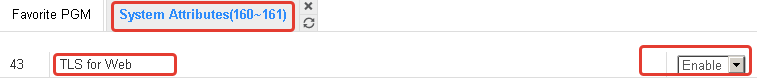 Favorite PGM System Attributes(160~161)
43 TLS for Web Enable